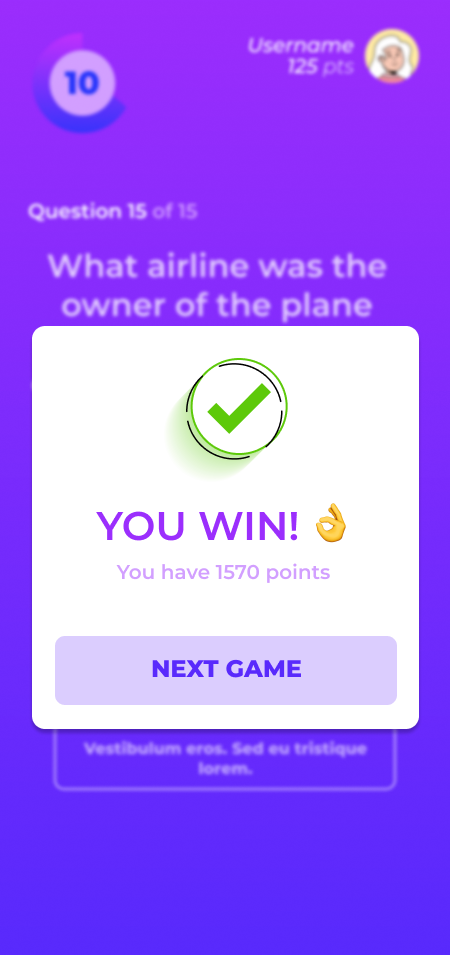 10
Username
125 pts
Question 15 of 15
What airline was the
owner of the plane
YOU WIN! 👌
You have 1570 points
NEXT GAME
Vestibulum eros. Sed eu tristique
lorem.